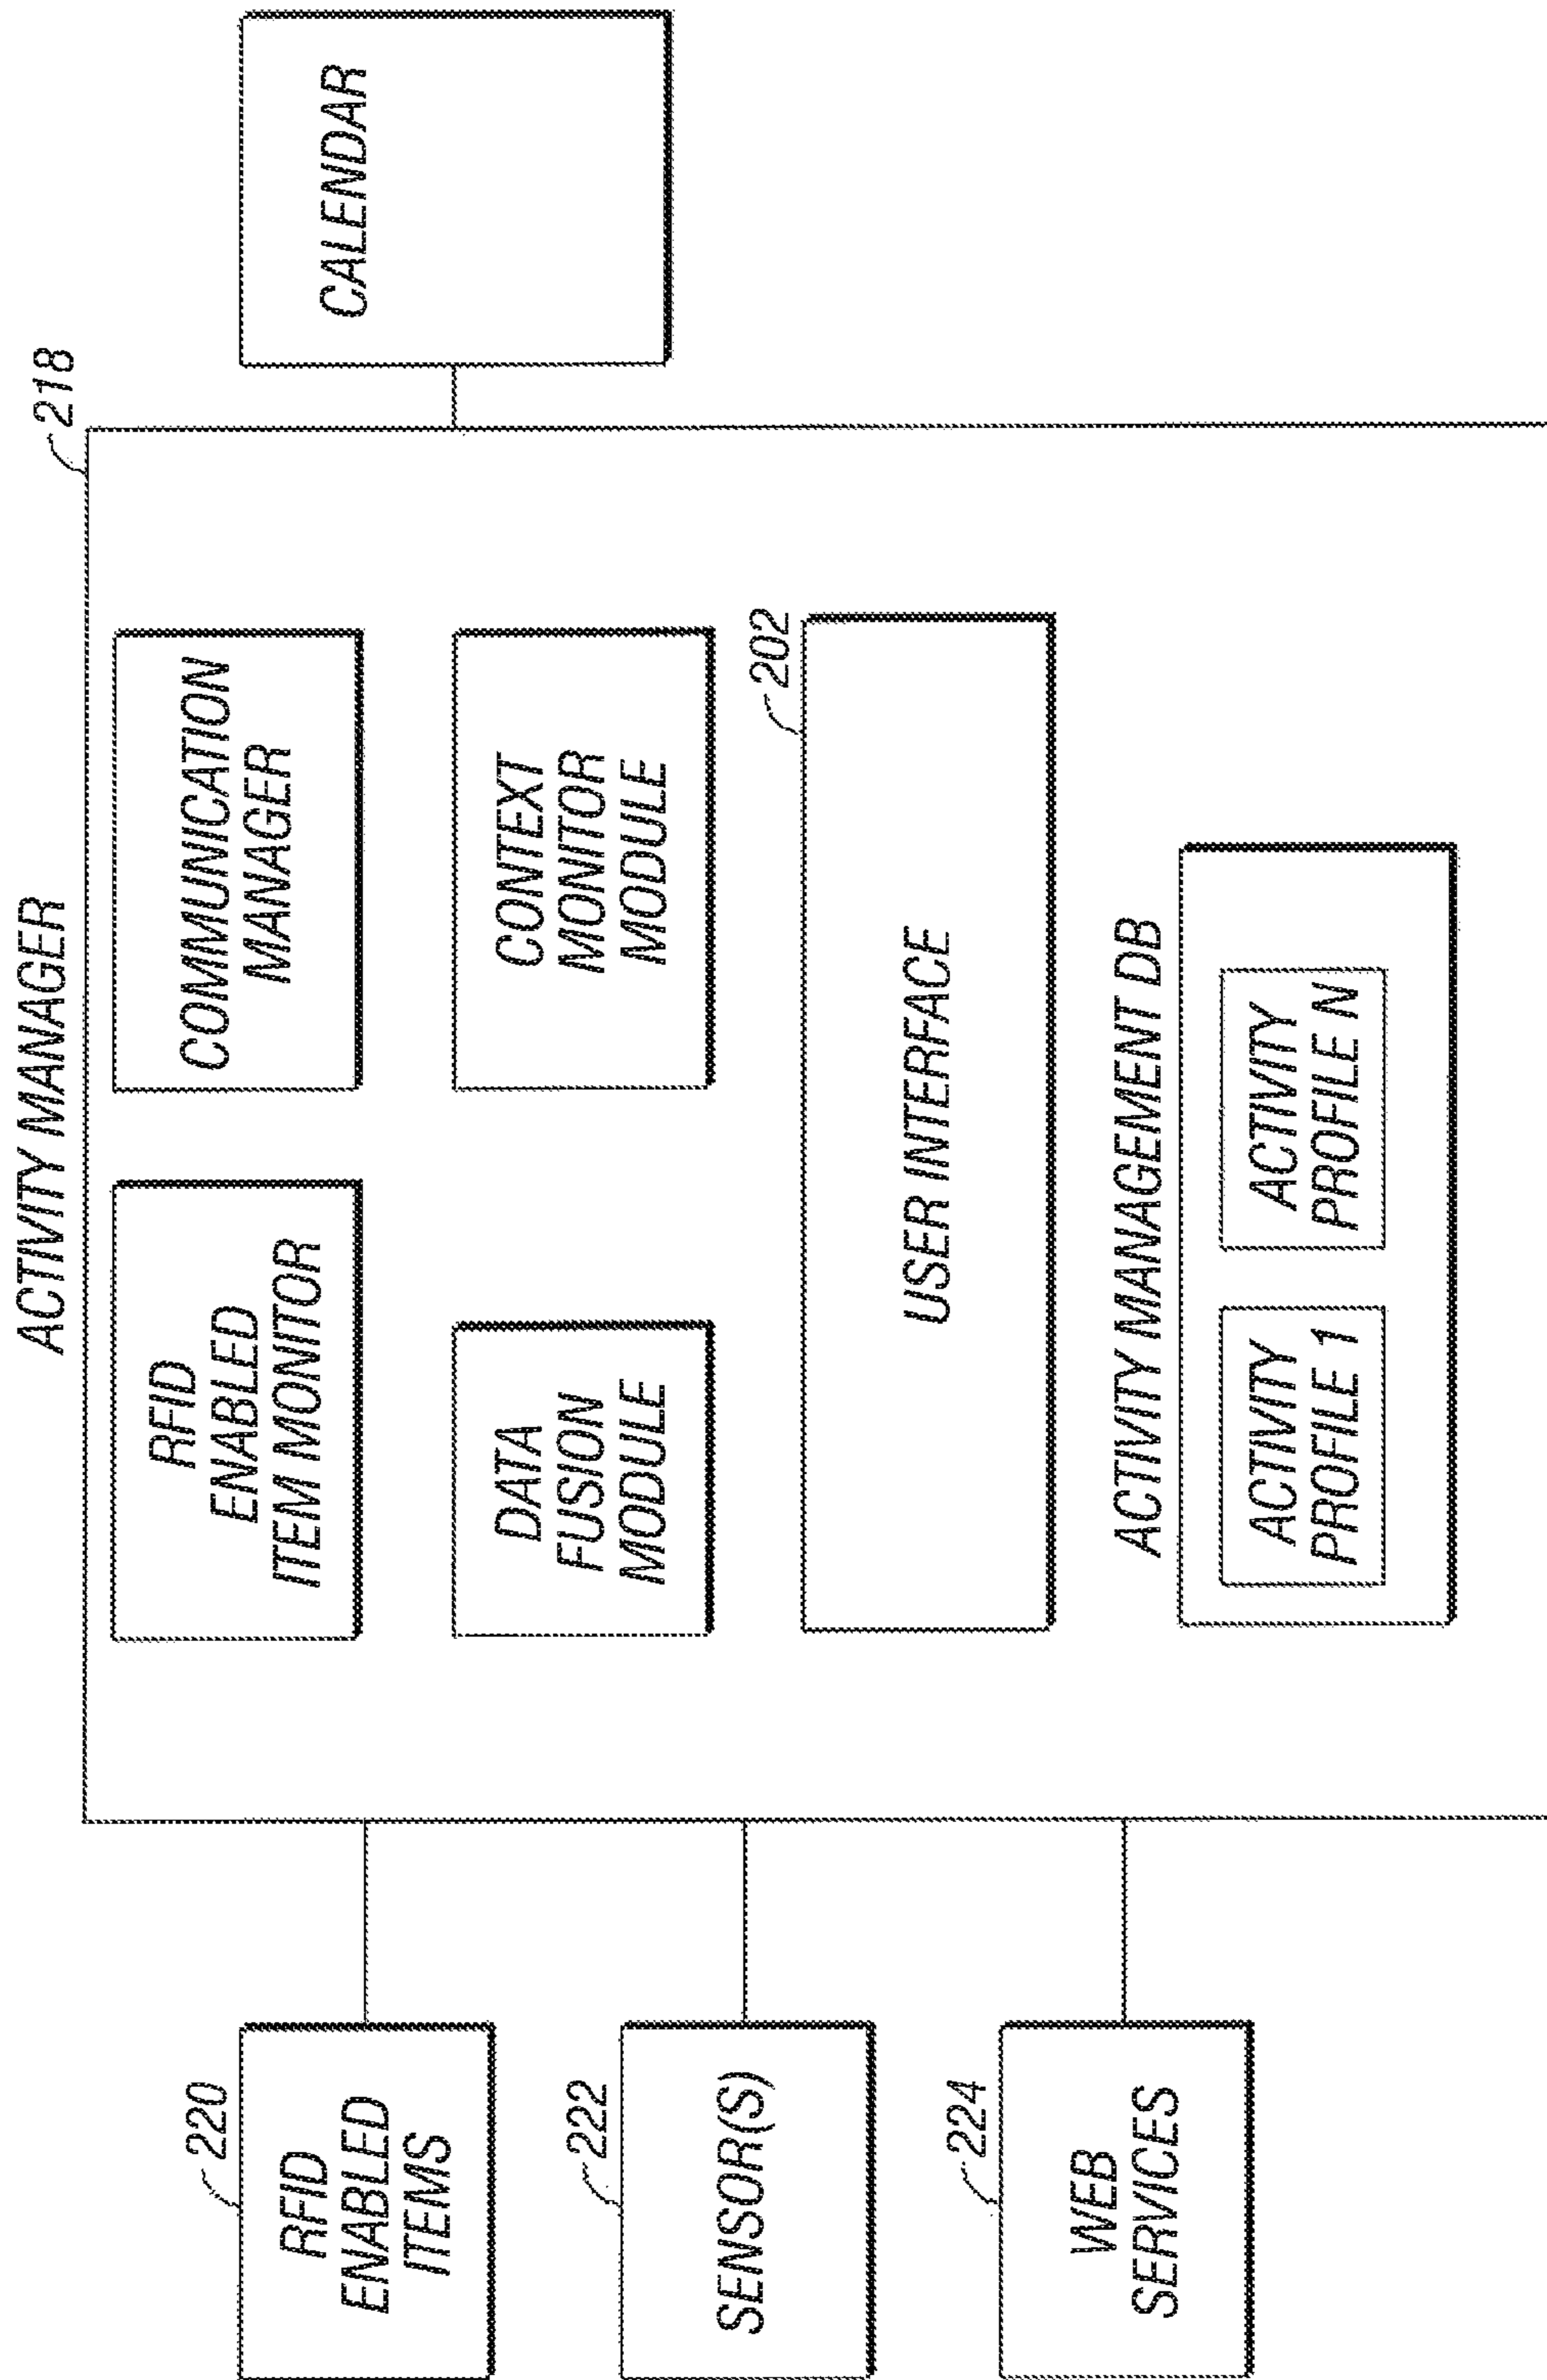 ACTIVITY MANAGER
218
220
RFID
ENABLED
ITEMS
222
SENSOR(S)
224
WEB
SERVICES
RFID
ENABLED
ITEM MONITOR
COMMUNICATION
MANAGER
DATA
FUSION
MODULE
CONTEXT
MONITOR
MODULE
202
USER INTERFACE
ACTIVITY MANAGEMENT DB
ACTIVITY
PROFILE 1
ACTIVITY
PROFILE N
CALENDAR